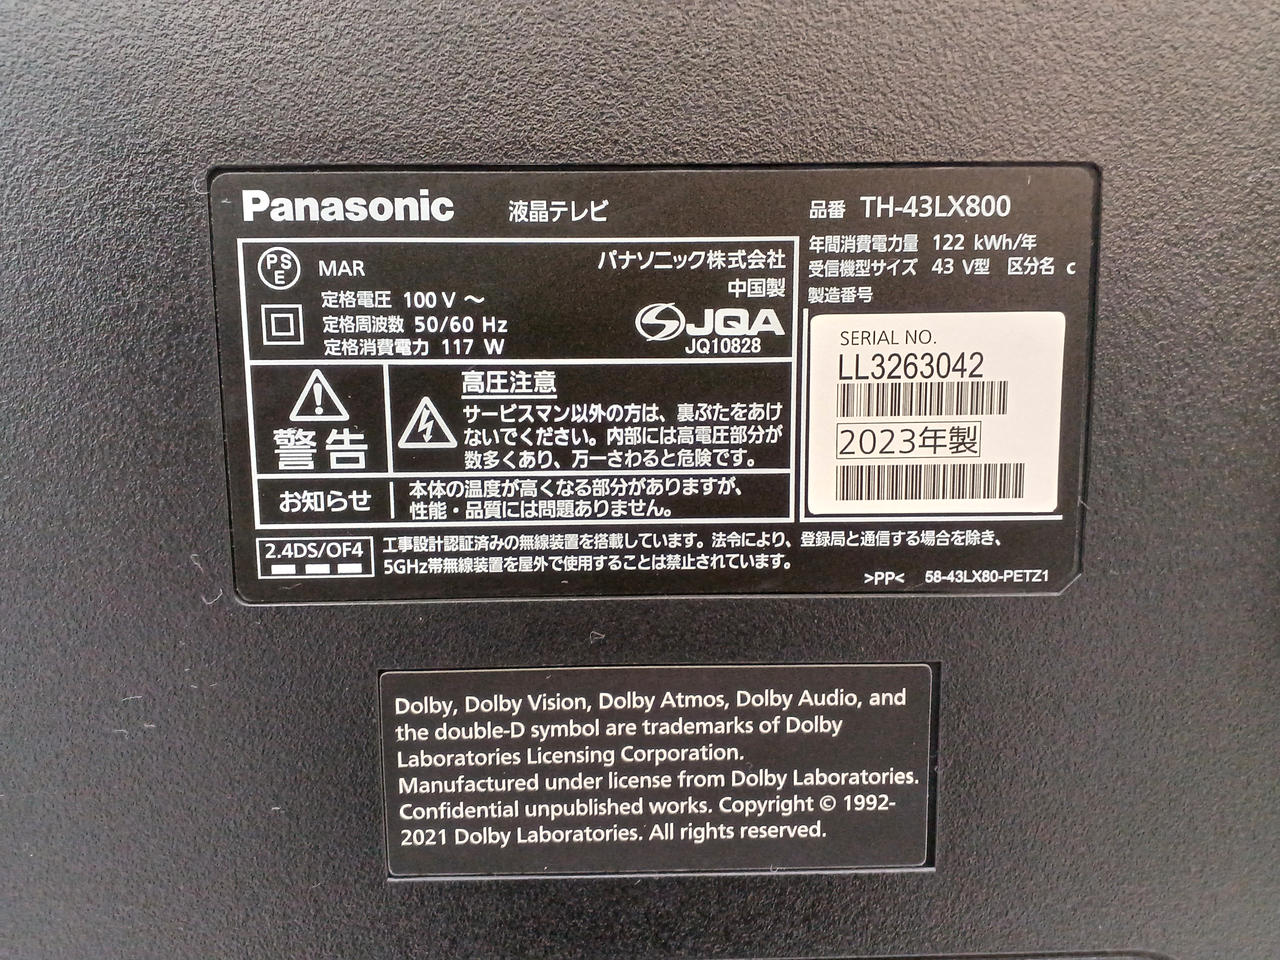 Panasonic 液晶テレビ 品番 TH-43LX800
年間消費電力量 122 kWh/年
受信機型サイズ 43 V型 区分名 c
製造番号
SERIAL NO.
LL3263042
2023年製
PS
E
MAR
パナソニック株式会社
中国製
定格電圧 100 V ～
定格周波数 50/60 Hz
定格消費電力 117 W
JQA
JQ10828
警告
高圧注意
サービスマン以外の方は、裏ぶたをあけ
ないでください。内部には高電圧部分が
数多くあり、万一さわると危険です。
お知らせ
本体の温度が高くなる部分がありますが、
性能・品質には問題ありません。
2.4DS/OF4
工事設計認証済みの無線装置を搭載しています。法令により、登録局と通信する場合を除き、
5GHz帯無線装置を屋外で使用することは禁止されています。
>PP< 58-43LX80-PETZ1
Dolby, Dolby Vision, Dolby Atmos, Dolby Audio, and
the double-D symbol are trademarks of Dolby
Laboratories Licensing Corporation.
Manufactured under license from Dolby Laboratories.
Confidential unpublished works. Copyright © 1992-
2021 Dolby Laboratories. All rights reserved.